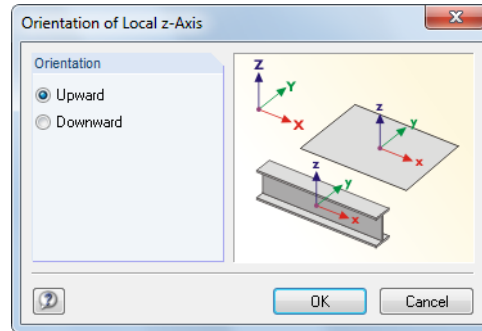 Orientation of Local z-Axis
Orientation
Upward
Downward
Z
Y
X
z
y
x
z
y
x
OK
Cancel